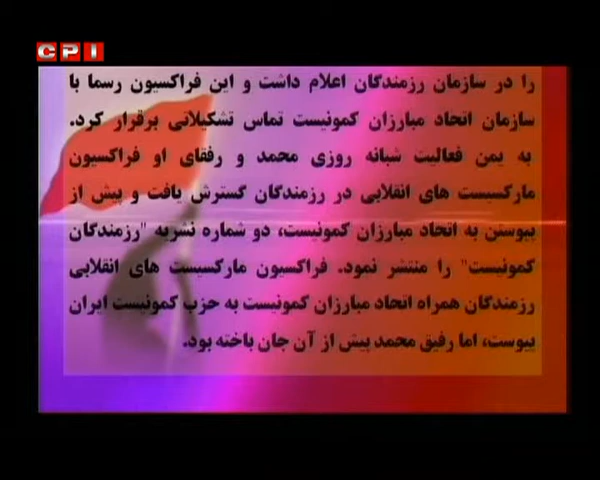 CPI
را در سازمان رزمندگان اعلام داشت و این فراکسیون رسما با
سازمان اتحاد مبارزان کمونیست تماس تشکیلاتی برقرار کرد.
به یمن فعالیت شبانه روزی محمد و رفقای او فراکسیون
مارکسیست های انقلابی در رزمندگان گسترش یافت و پیش از
پیوستن به اتحاد مبارزان کمونیست، دو شماره نشریه "رزمندگان
کمونیست" را منتشر نمود. فراکسیون مارکسیست های انقلابی
رزمندگان همراه اتحاد مبارزان کمونیست به حزب کمونیست ایران
پیوست، اما رفیق محمد پیش از آن جان باخته بود.